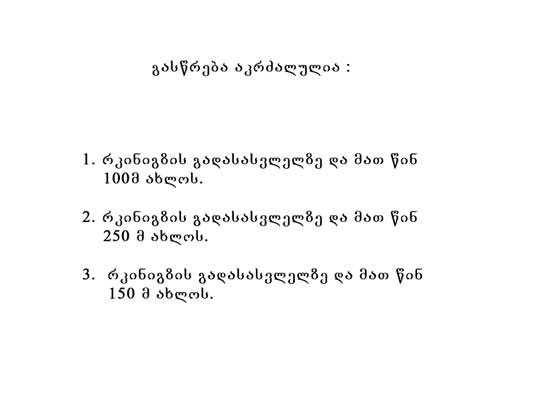 გასწრება აკრძალულია :
1. რკინიგზის გადასასვლელზე და მათ წინ
100მ ახლოს.
2. რკინიგზის გადასასვლელზე და მათ წინ
250 მ ახლოს.
3. რკინიგზის გადასასვლელზე და მათ წინ
150 მ ახლოს.